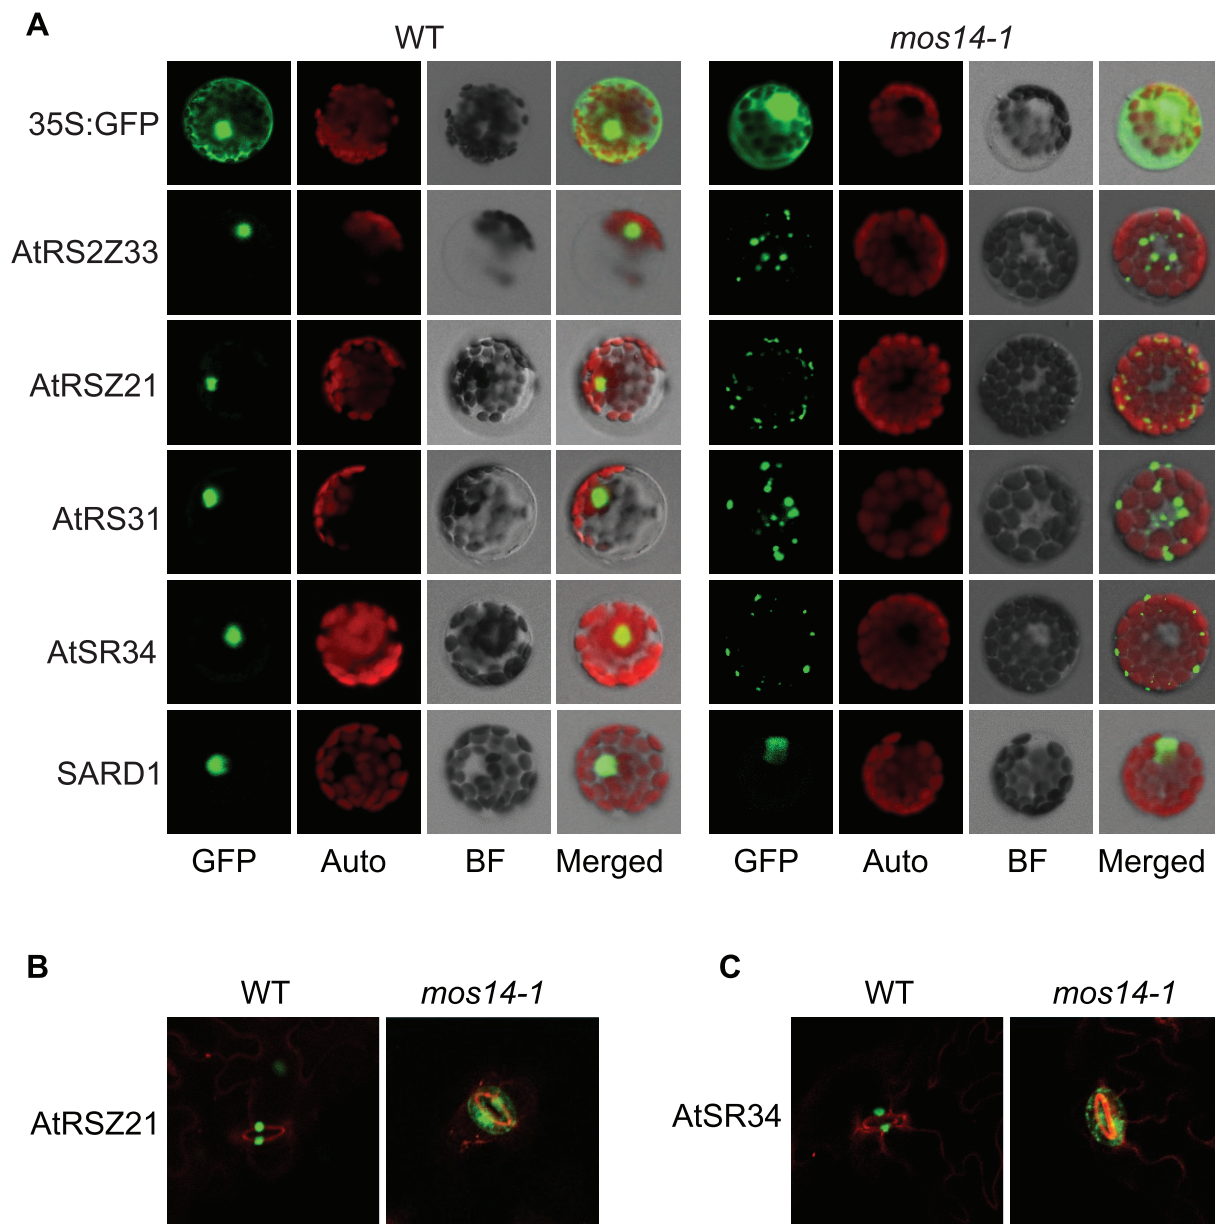 A
WT mos14-1
35S:GFP
AtRS2Z33
AtRSZ21
AtRS31
AtSR34
SARD1
GFP Auto BF Merged GFP Auto BF Merged
B C
WT mos14-1 WT mos14-1
AtRSZ21 AtSR34